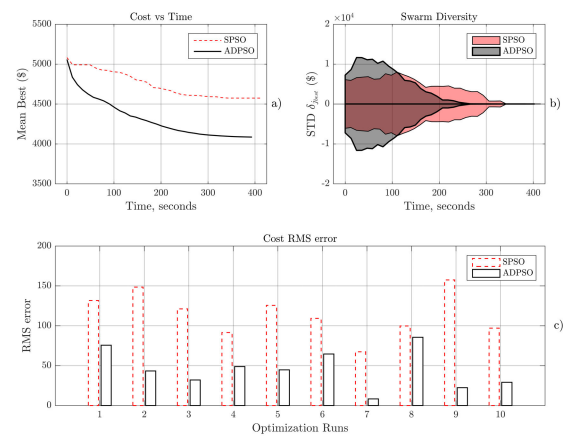 Cost vs Time
SPSO
ADPSO
5500
5000
4500
4000
3500
Mean Best ($)
0 100 200 300 400
Time, seconds
a)
Swarm Diversity
×10⁴
SPSO
ADPSO
2
1
0
-1
-2
0 100 200 300 400
Time, seconds
b)
Cost RMS error
SPSO
ADPSO
200
150
100
50
0
RMS error
1 2 3 4 5 6 7 8 9 10
Optimization Runs
c)